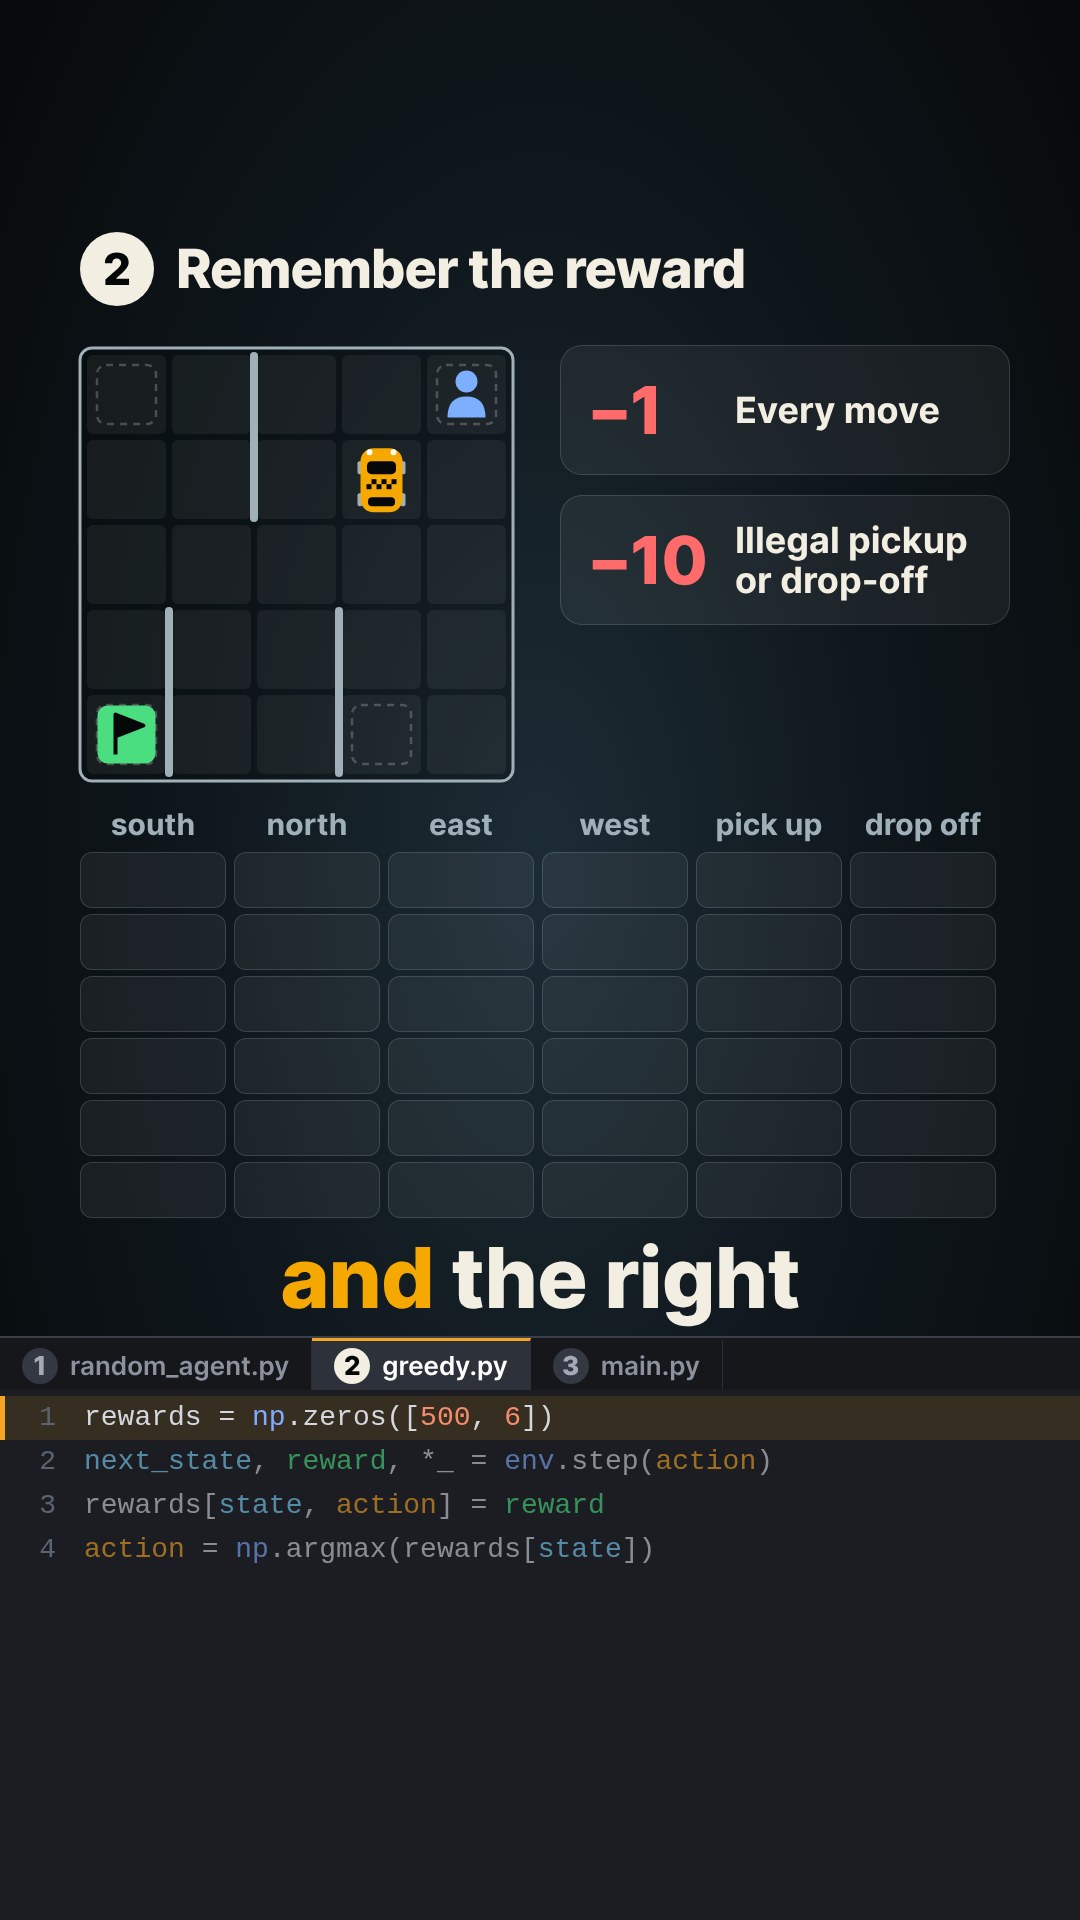 2 Remember the reward
−1 Every move
−10 Illegal pickup
or drop-off
south north east west pick up drop off
and the right
1 random_agent.py 2 greedy.py 3 main.py
1 rewards = np.zeros([500, 6])
2 next_state, reward, *_ = env.step(action)
3 rewards[state, action] = reward
4 action = np.argmax(rewards[state])